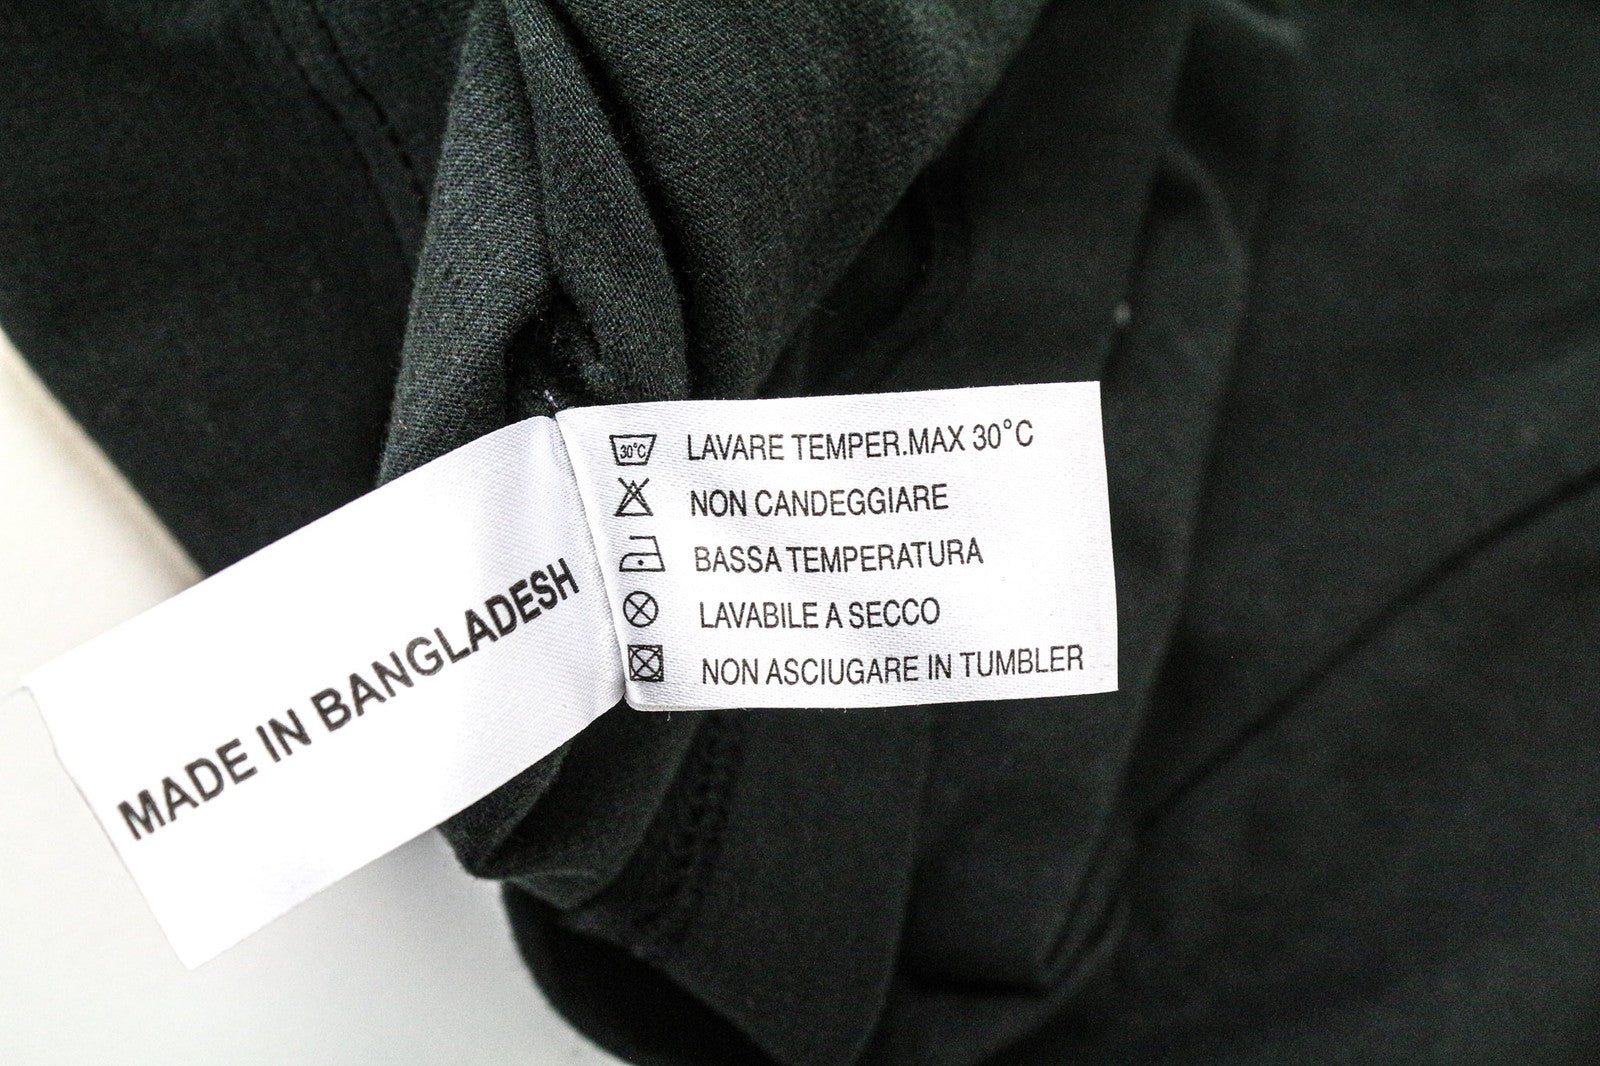 MADE IN BANGLADESH
30°C LAVARE TEMPER.MAX 30°C
NON CANDEGGIARE
BASSA TEMPERATURA
LAVABILE A SECCO
NON ASCIUGARE IN TUMBLER